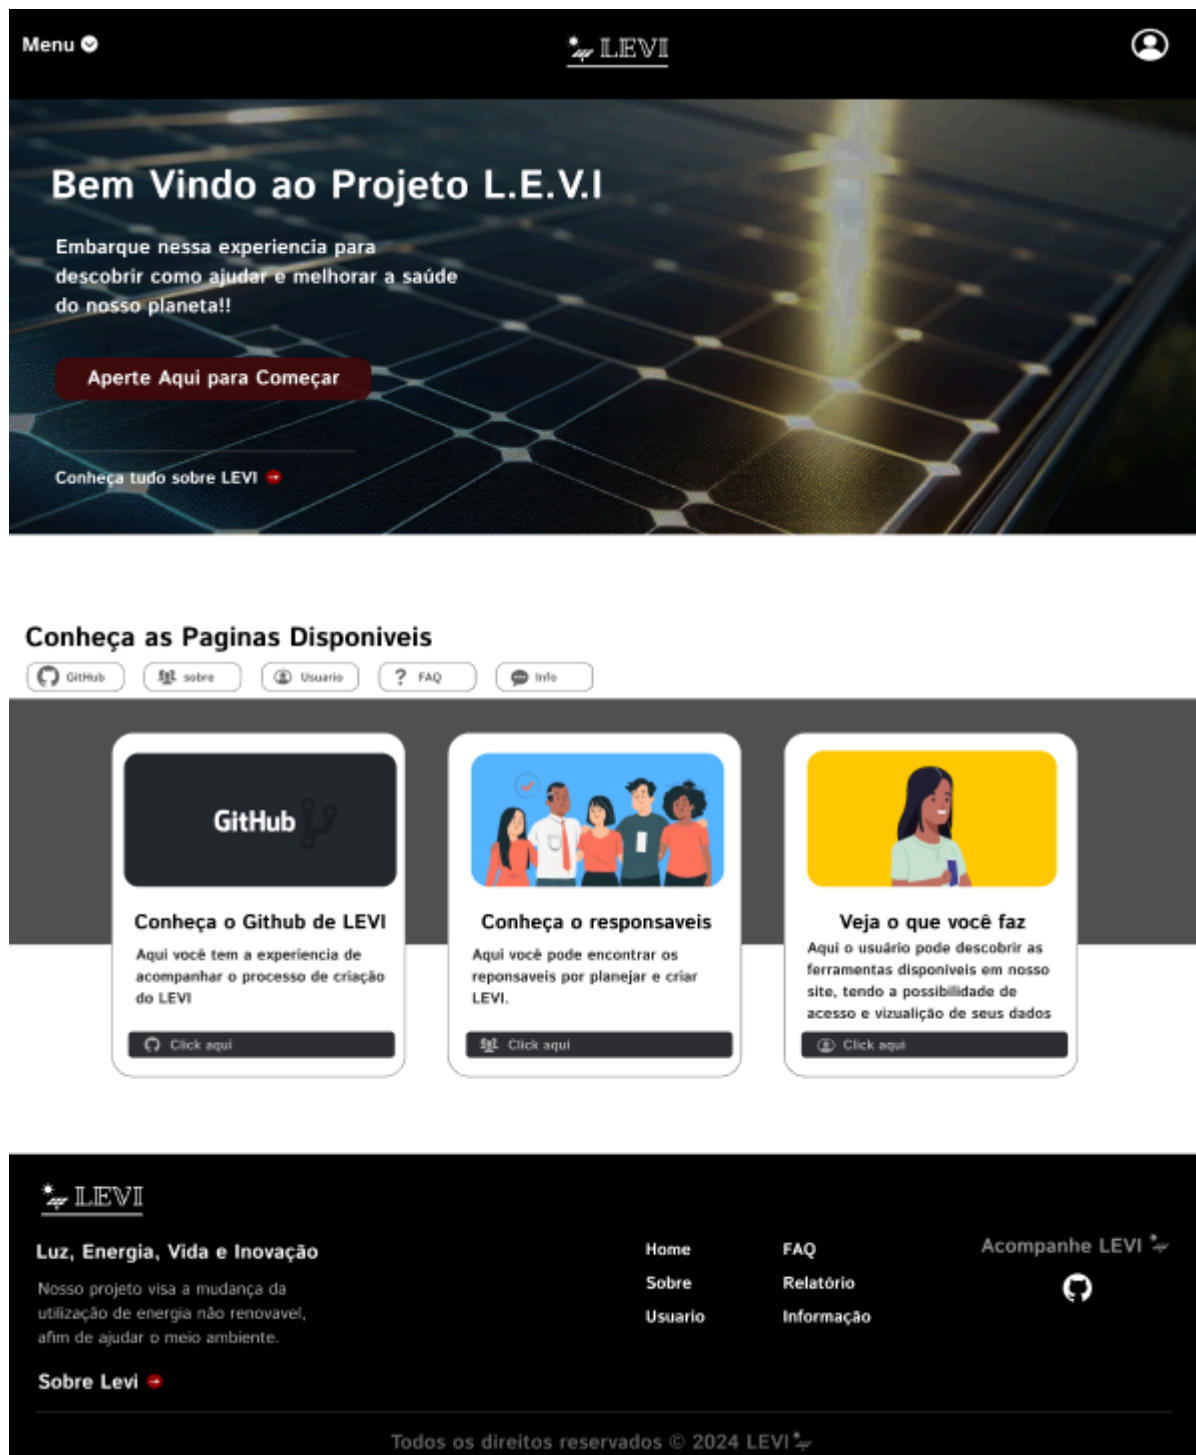 Menu
LEVI
Bem Vindo ao Projeto L.E.V.I
Embarque nessa experiencia para
descobrir como ajudar e melhorar a saúde
do nosso planeta!!
Aperte Aqui para Começar
Conheça tudo sobre LEVI
Conheça as Paginas Disponiveis
GitHub
sobre
Usuario
? FAQ
Info
GitHub
Conheça o Github de LEVI
Aqui você tem a experiencia de
acompanhar o processo de criação
do LEVI
Click aqui
Conheça o responsaveis
Aqui você pode encontrar os
reponsaveis por planejar e criar
LEVI.
Click aqui
Veja o que você faz
Aqui o usuário pode descobrir as
ferramentas disponiveis em nosso
site, tendo a possibilidade de
acesso e vizualição de seus dados
Click aqui
LEVI
Luz, Energia, Vida e Inovação
Nosso projeto visa a mudança da
utilização de energia não renovavel,
afim de ajudar o meio ambiente.
Sobre Levi
Home
Sobre
Usuario
FAQ
Relatório
Informação
Acompanhe LEVI
Todos os direitos reservados © 2024 LEVI